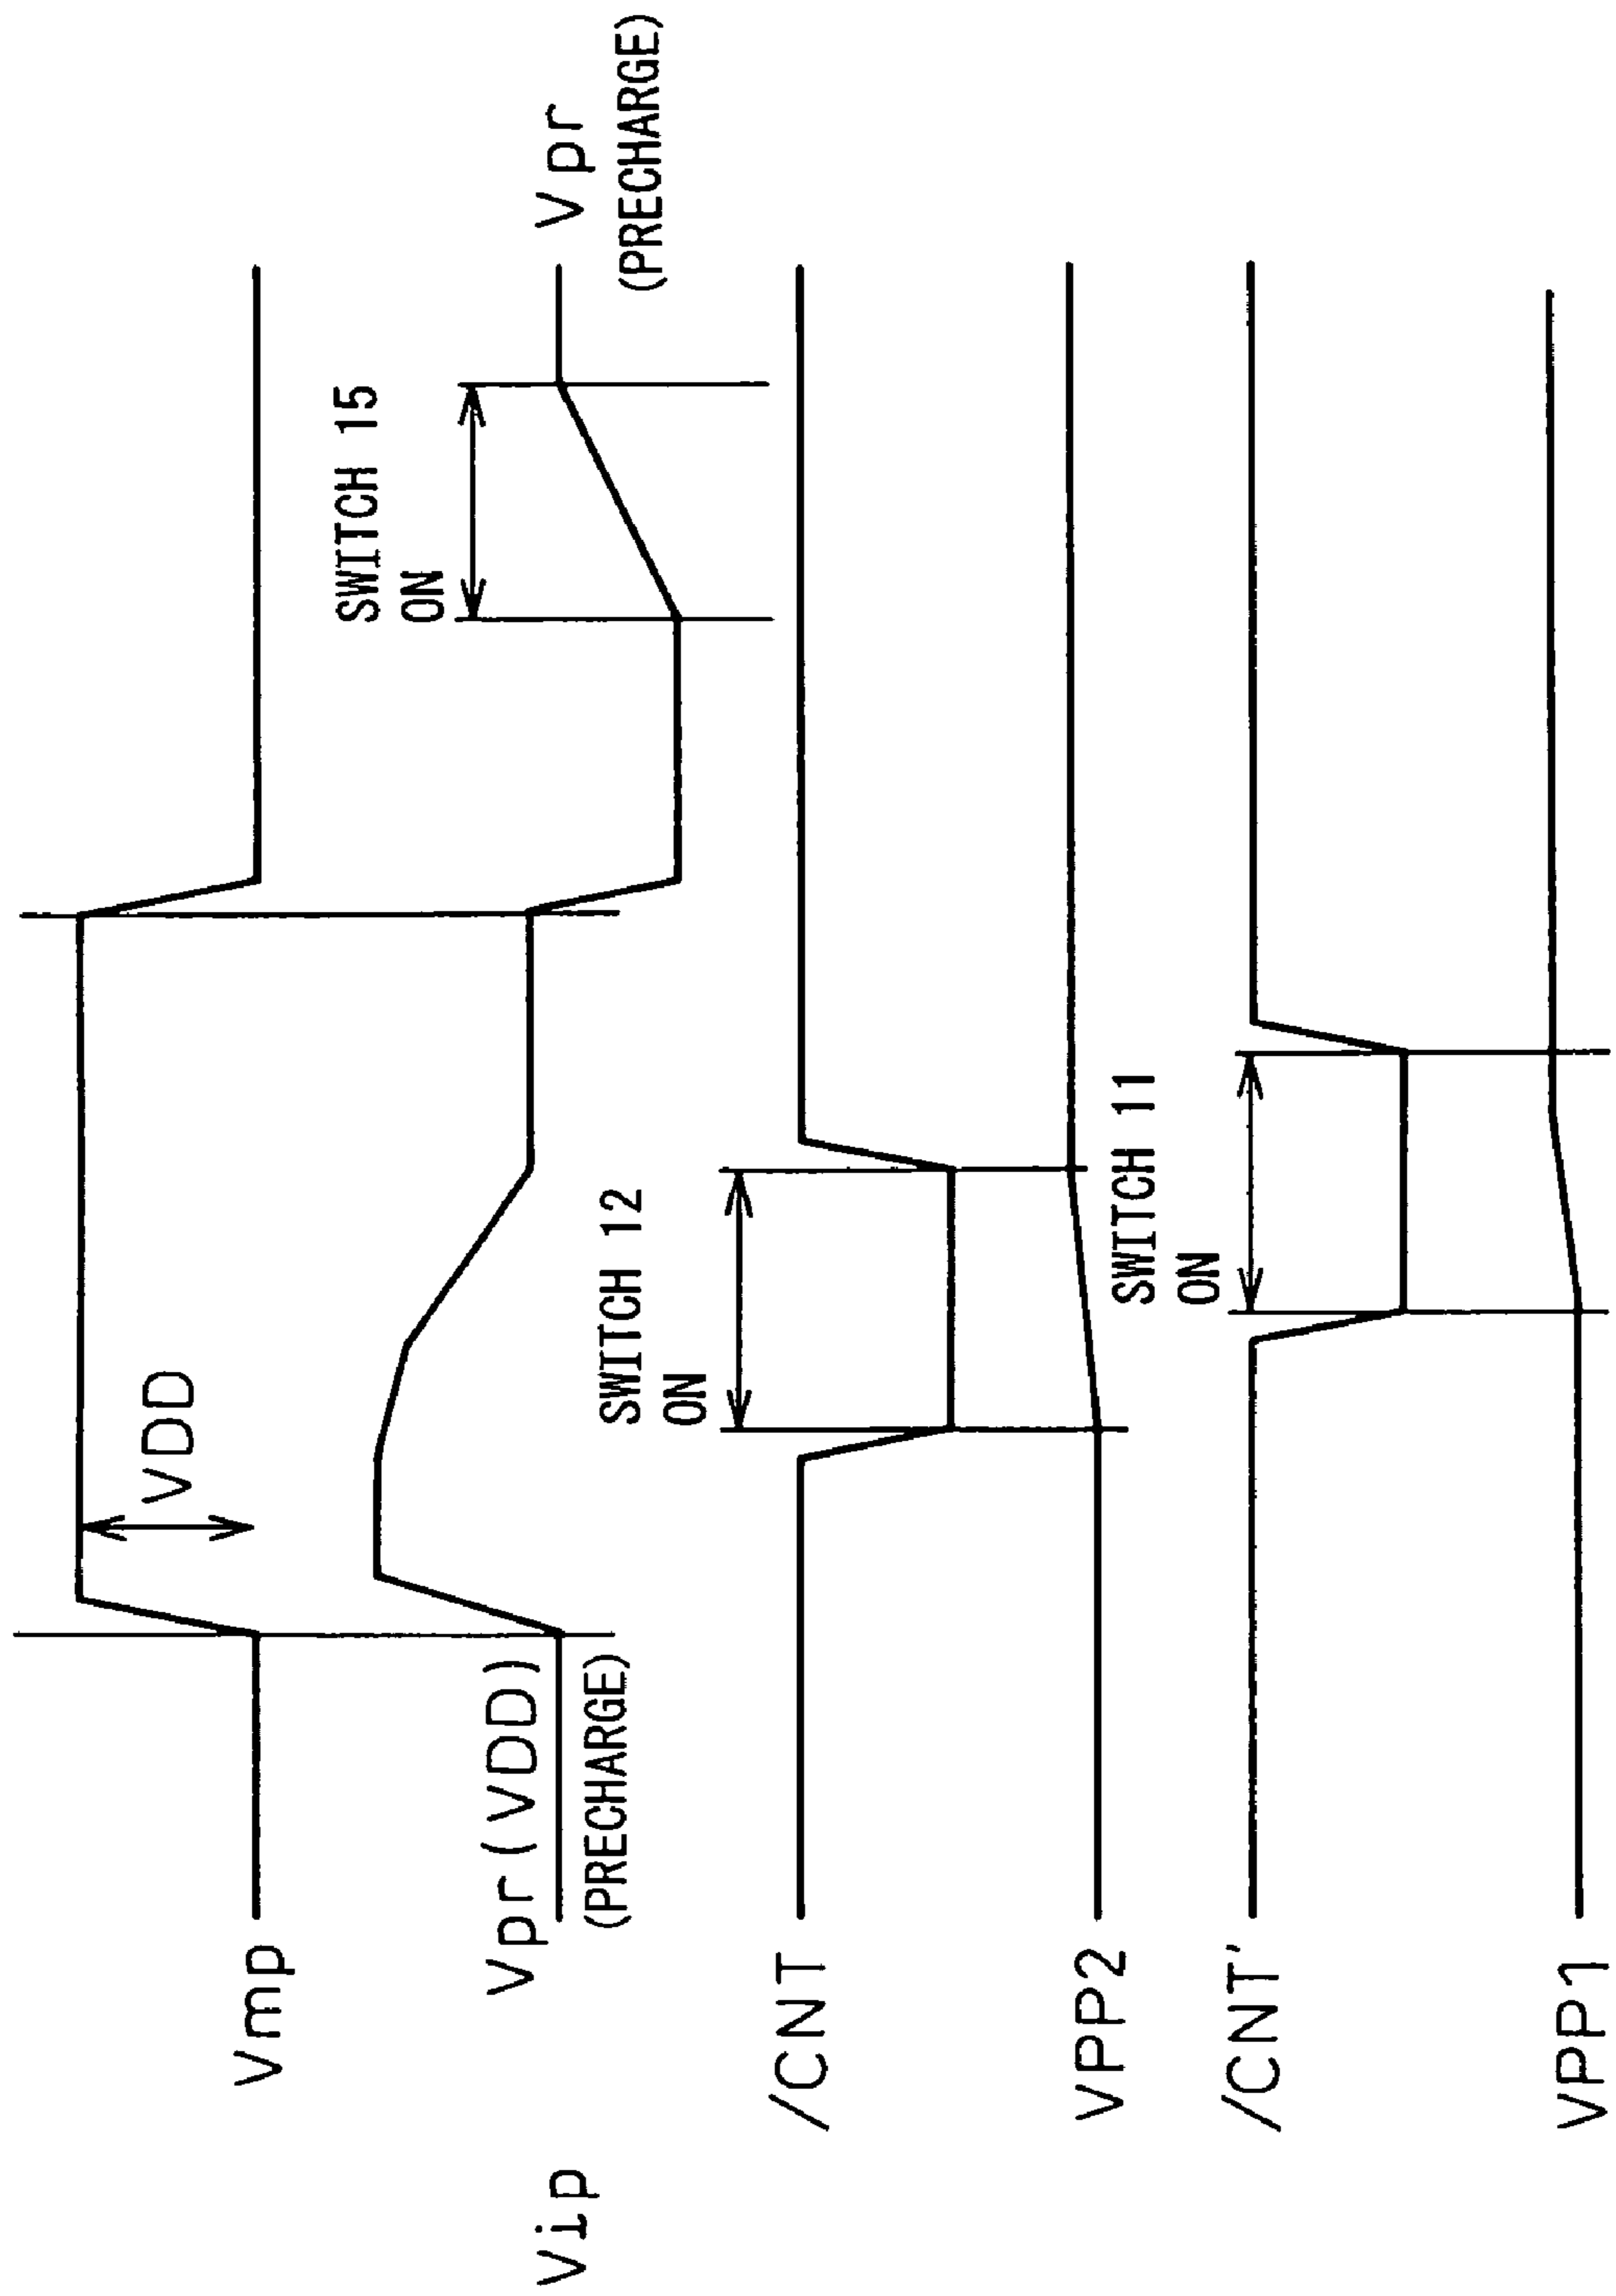 Vmp
VDD
SWITCH 15
ON
Vip
Vpr(VDD)
(PRECHARGE)
Vpr
(PRECHARGE)
SWITCH 12
ON
/CNT
VPP2
SWITCH 11
ON
/CNT'
VPP1